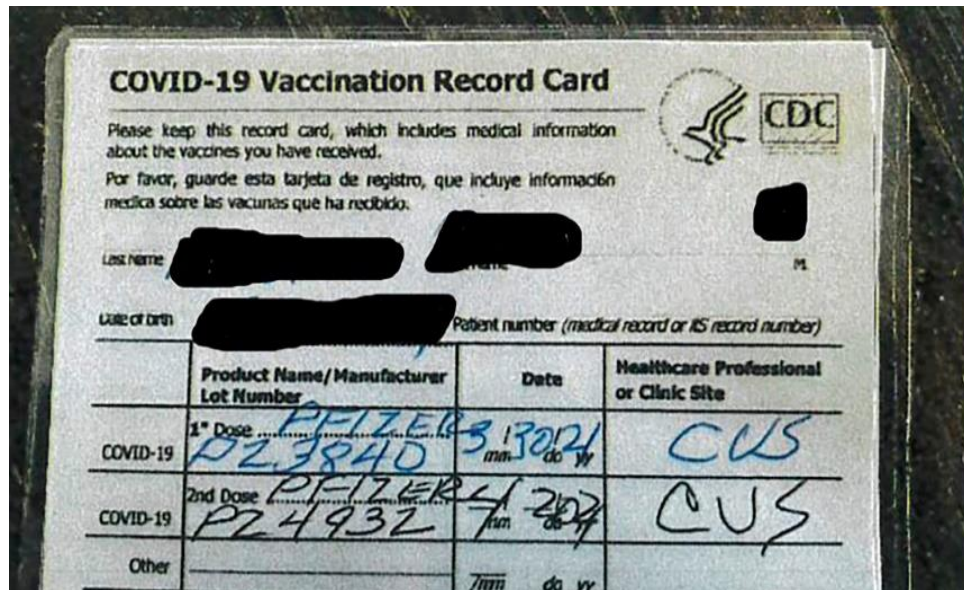 COVID-19 Vaccination Record Card
CDC
Please keep this record card, which includes medical information
about the vaccines you have received.
Por favor, guarde esta tarjeta de registro, que incluye información
medica sobre las vacunas que ha recibido.
Last Name
MI
Date of birth
Patient number (medical record or IIS record number)
Product Name/Manufacturer
Lot Number
Date
Healthcare Professional
or Clinic Site
COVID-19
1st Dose PFIZER
PZ3840
3/30/21
mm dd yy
CVS
COVID-19
2nd Dose PFIZER
PZ4932
mm
CVS
Other
mm dd yy